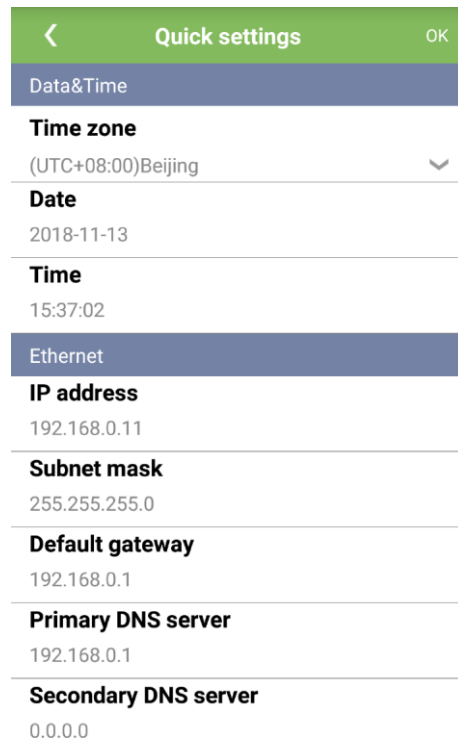 Quick settings OK
Data&Time
Time zone
(UTC+08:00)Beijing
Date
2018-11-13
Time
15:37:02
Ethernet
IP address
192.168.0.11
Subnet mask
255.255.255.0
Default gateway
192.168.0.1
Primary DNS server
192.168.0.1
Secondary DNS server
0.0.0.0